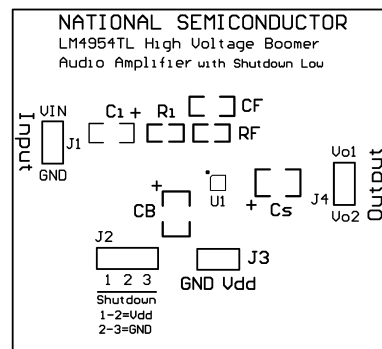 NATIONAL SEMICONDUCTOR
LM4954TL High Voltage Boomer
Audio Amplifier with Shutdown Low
Input
VIN
J1
GND
Ci +
Ri
CF
RF
+
CB
U1
+
Cs
J4
Vo1
Vo2
Output
J2
1 2 3
Shutdown
1-2=Vdd
2-3=GND
J3
GND Vdd